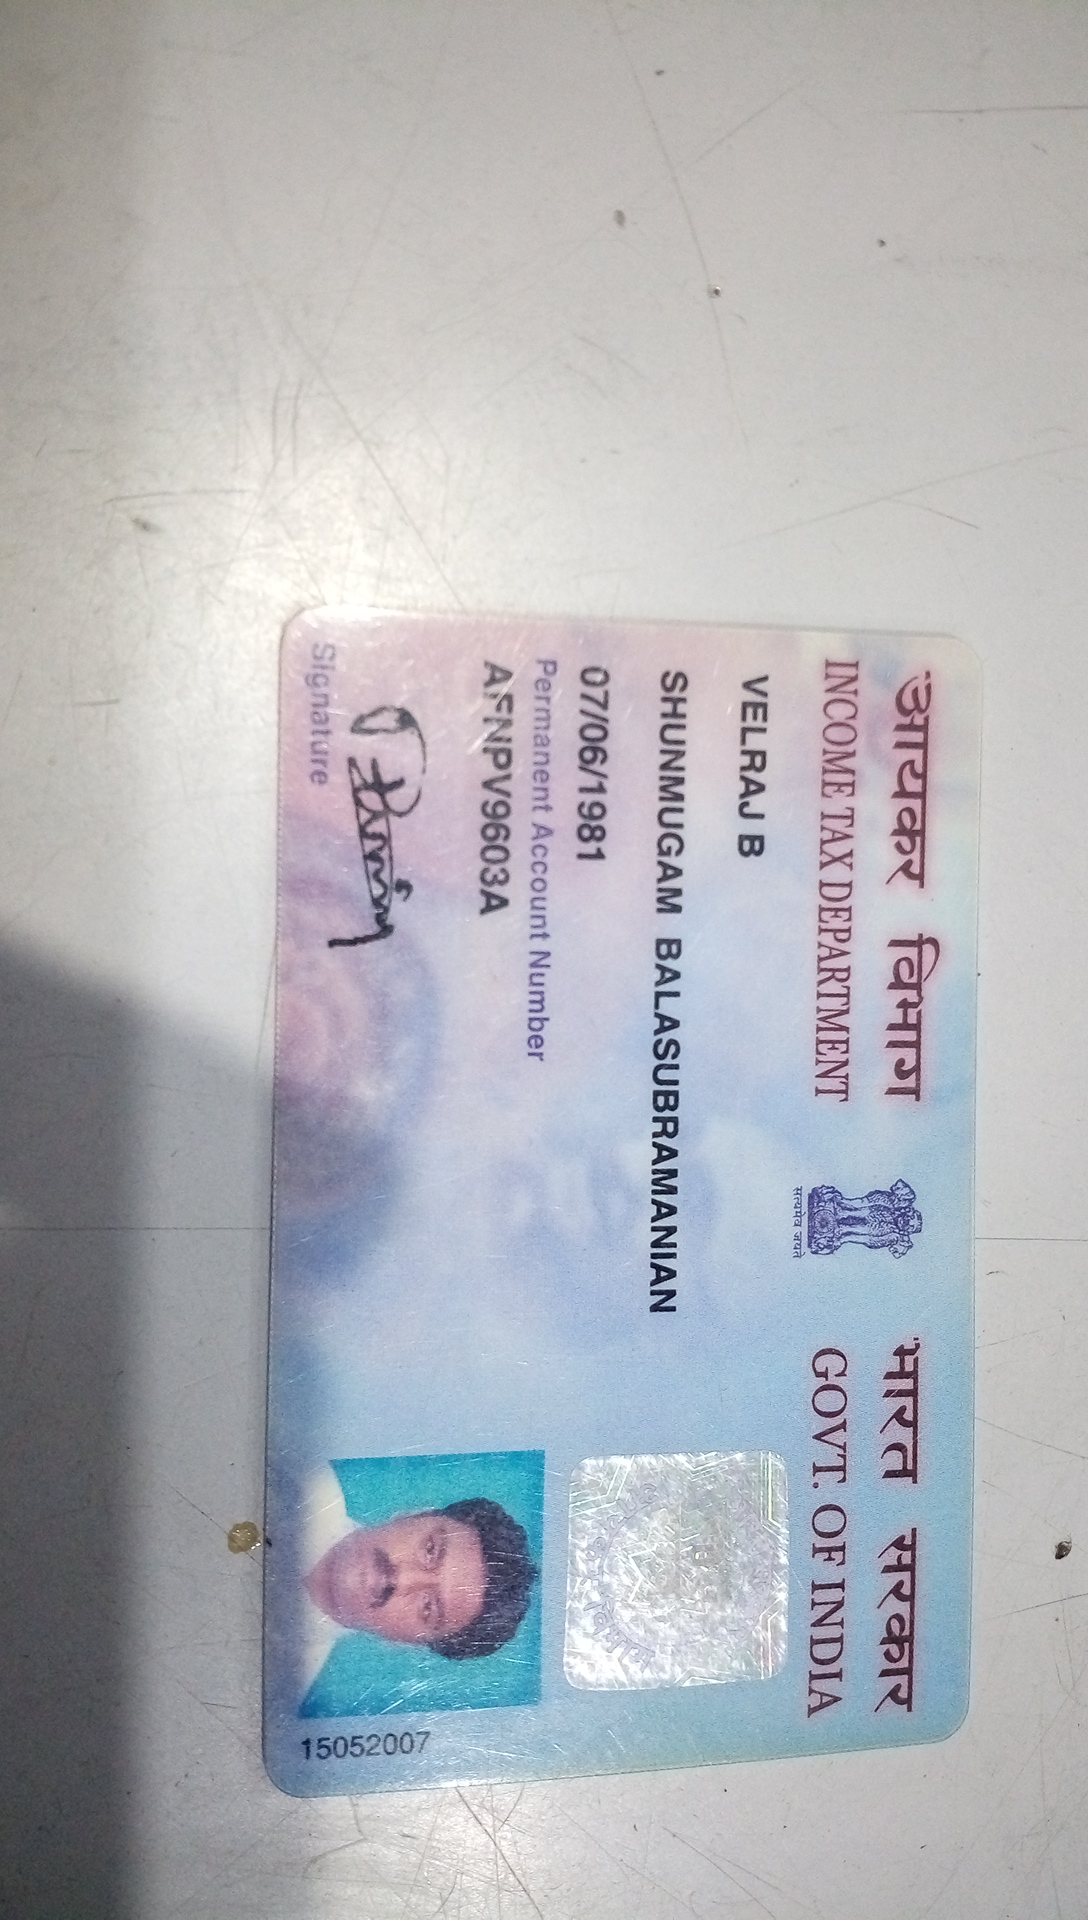 आयकर विभाग
INCOME TAX DEPARTMENT
सत्यमेव जयते
भारत सरकार
GOVT. OF INDIA
VELRAJ B
SHUNMUGAM BALASUBRAMANIAN
07/06/1981
Permanent Account Number
AFNPV9603A
Signature
15052007